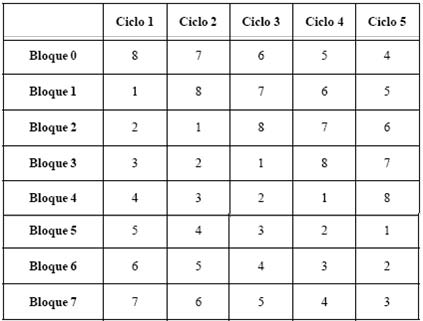 Ciclo 1 Ciclo 2 Ciclo 3 Ciclo 4 Ciclo 5
Bloque 0 8 7 6 5 4
Bloque 1 1 8 7 6 5
Bloque 2 2 1 8 7 6
Bloque 3 3 2 1 8 7
Bloque 4 4 3 2 1 8
Bloque 5 5 4 3 2 1
Bloque 6 6 5 4 3 2
Bloque 7 7 6 5 4 3